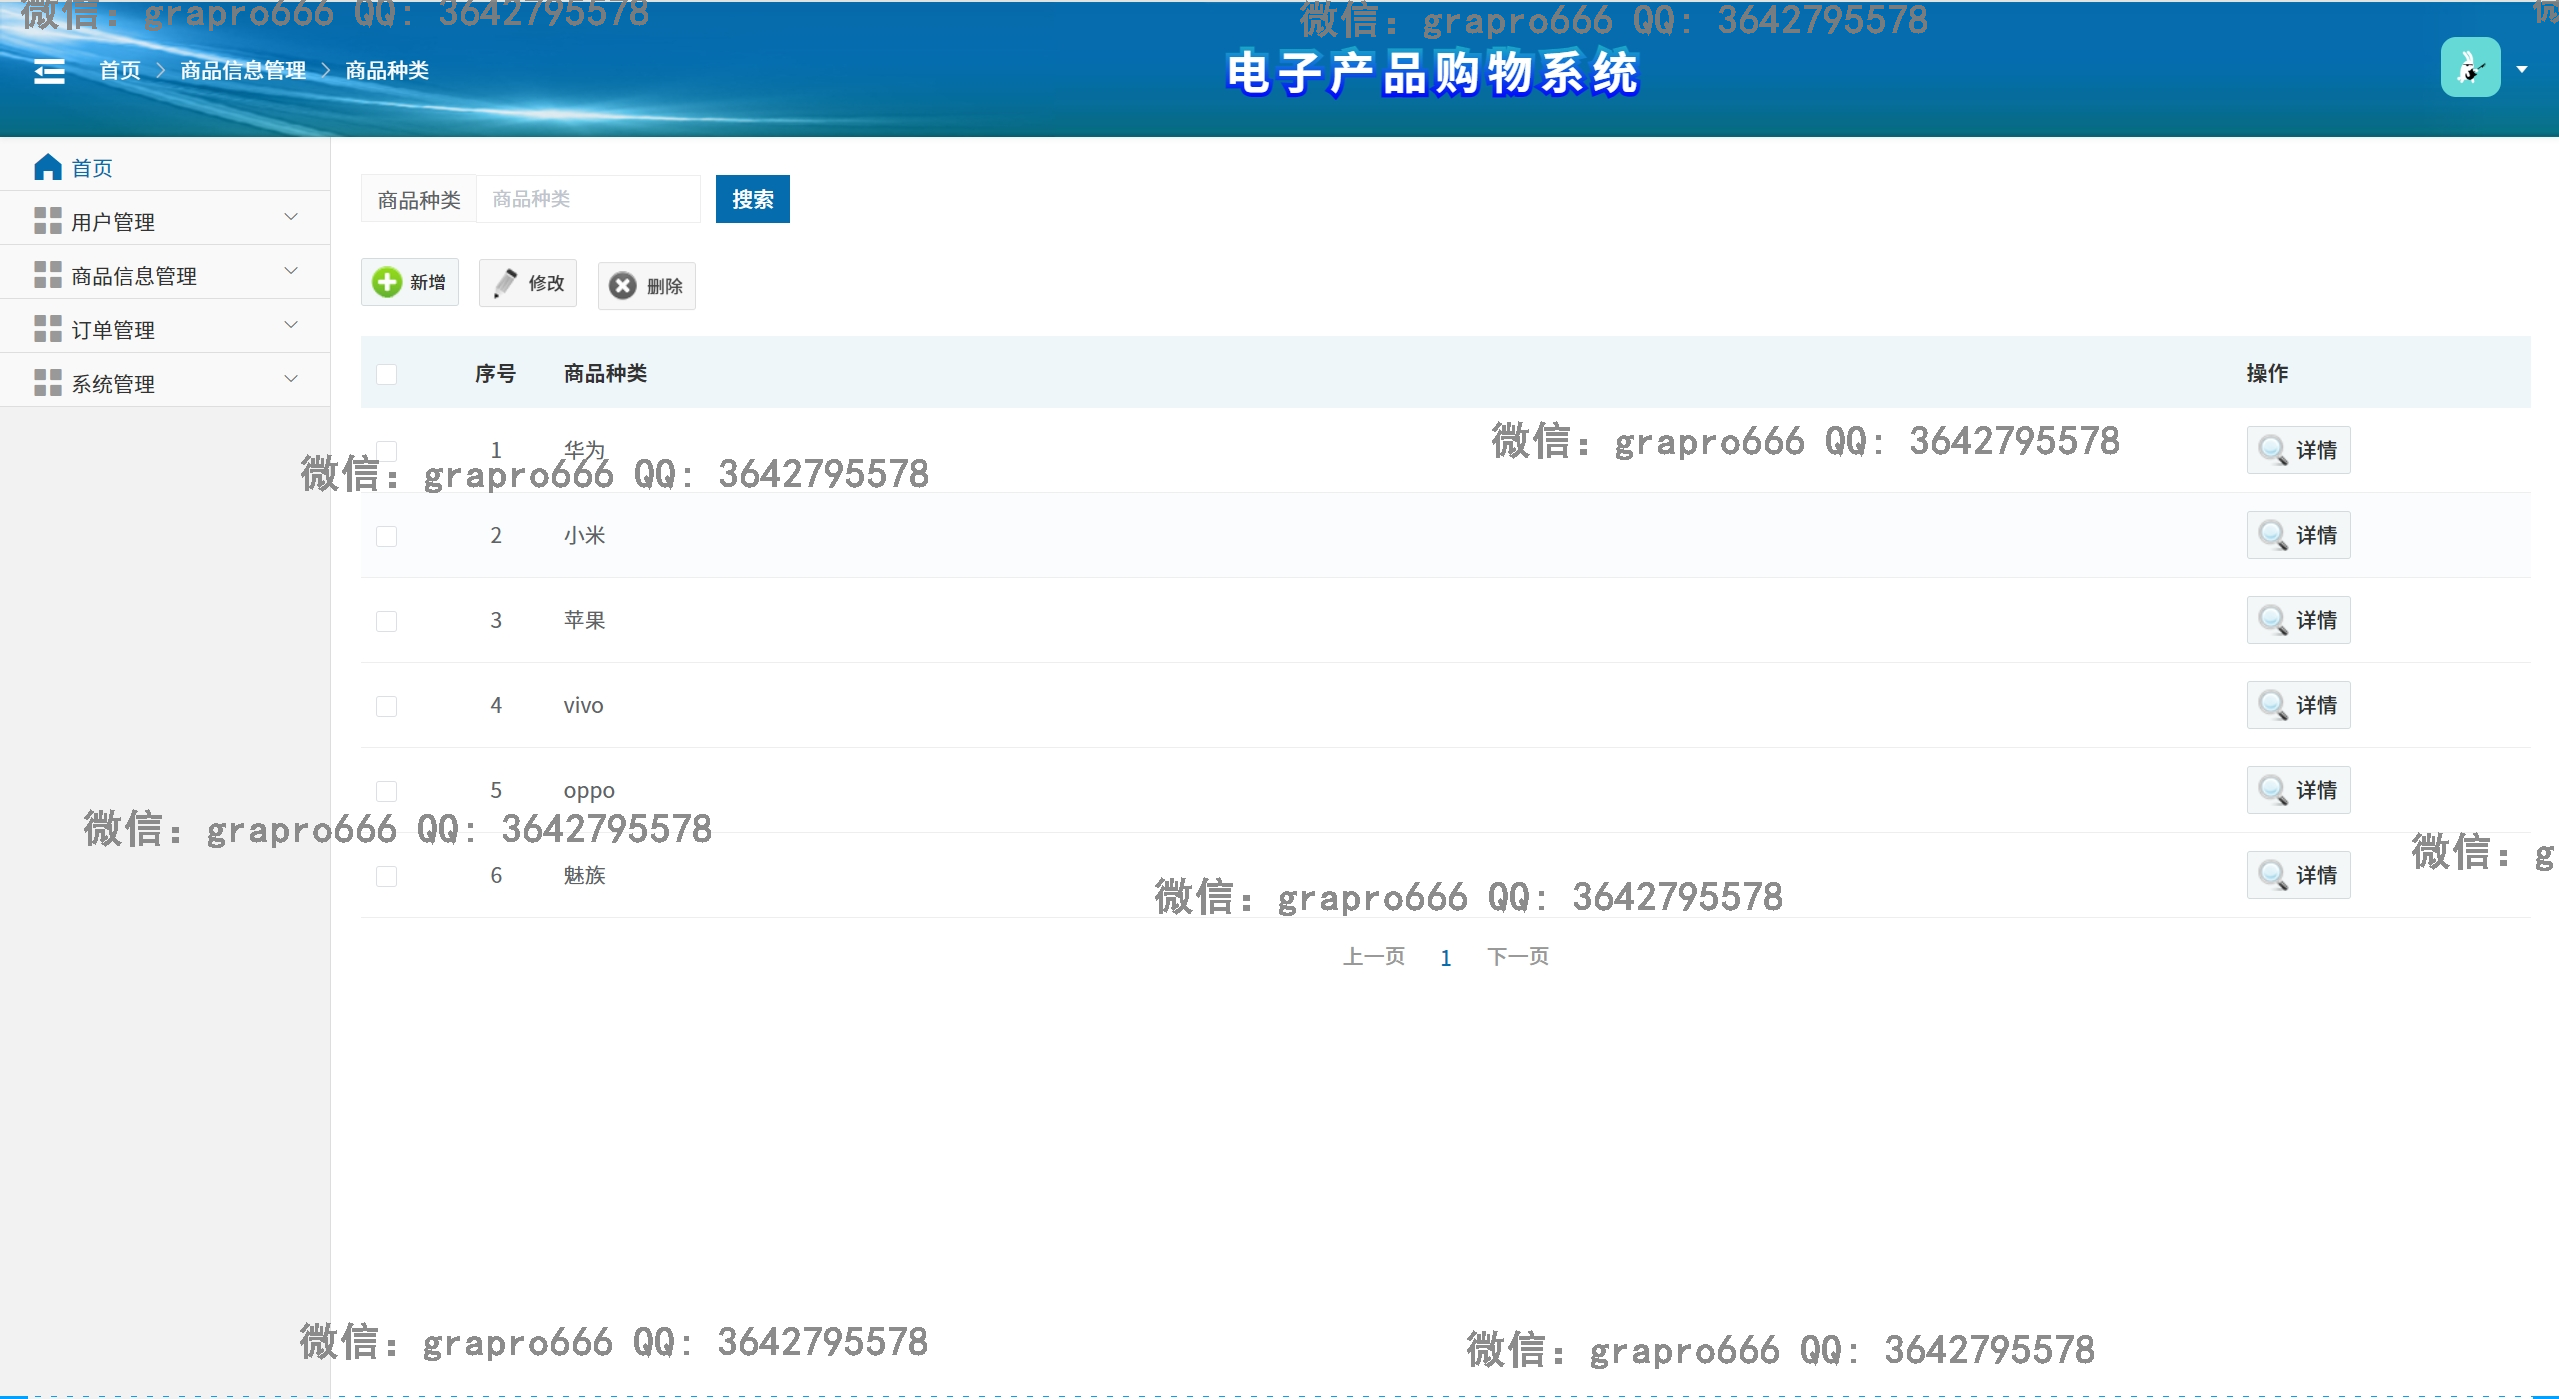 微信: grapro666 QQ: 3642795578
微信: grapro666 QQ: 3642795578
首页 > 商品信息管理 > 商品种类
电子产品购物系统
首页
用户管理
商品信息管理
订单管理
系统管理
商品种类 商品种类 搜索
新增 修改 删除
序号 商品种类 操作
1 华为 详情
微信: grapro666 QQ: 3642795578
微信: grapro666 QQ: 3642795578
2 小米 详情
3 苹果 详情
4 vivo 详情
5 oppo 详情
微信: grapro666 QQ: 3642795578
微信: g
6 魅族 详情
微信: grapro666 QQ: 3642795578
上一页 1 下一页
微信: grapro666 QQ: 3642795578
微信: grapro666 QQ: 3642795578